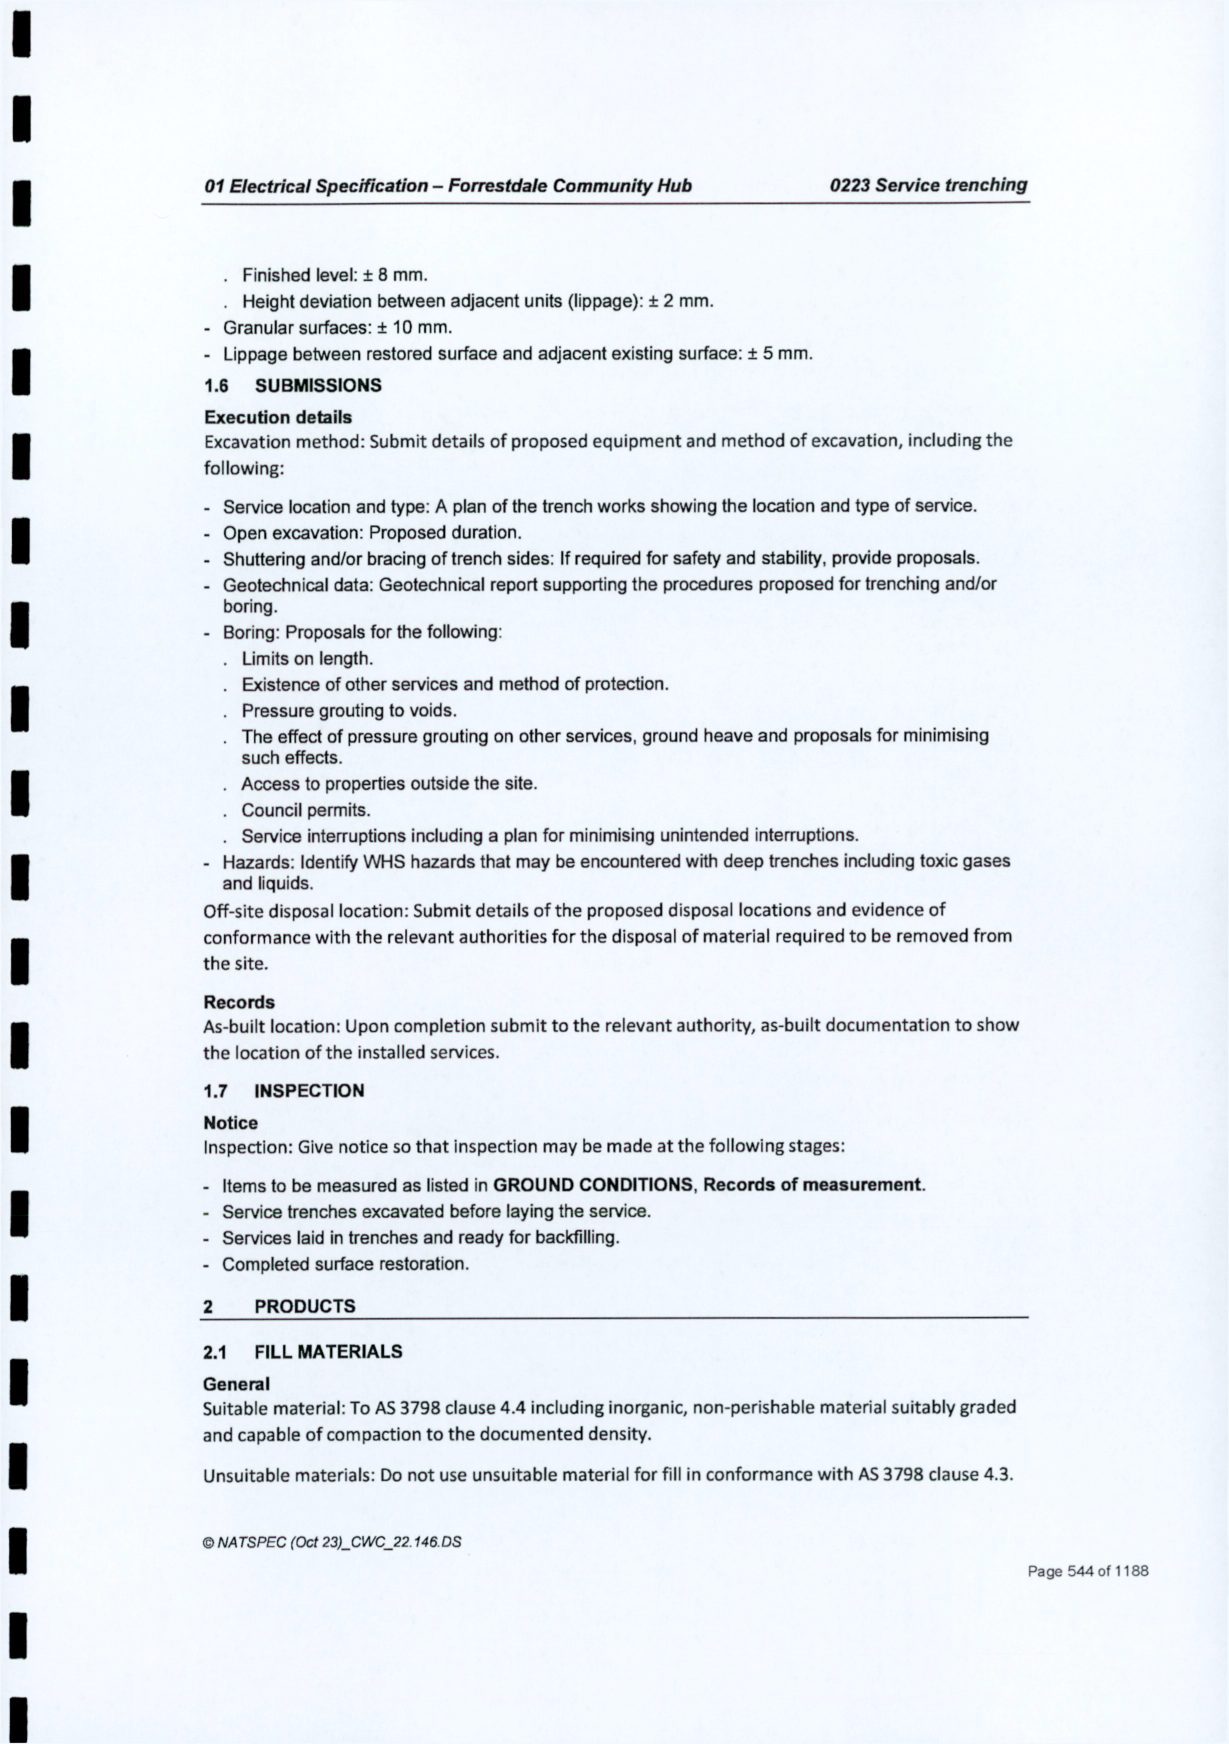 01 Electrical Specification – Forrestdale Community Hub 0223 Service trenching
. Finished level: ± 8 mm.
. Height deviation between adjacent units (lippage): ± 2 mm.
- Granular surfaces: ± 10 mm.
- Lippage between restored surface and adjacent existing surface: ± 5 mm.
1.6 SUBMISSIONS
Execution details
Excavation method: Submit details of proposed equipment and method of excavation, including the
following:
- Service location and type: A plan of the trench works showing the location and type of service.
- Open excavation: Proposed duration.
- Shuttering and/or bracing of trench sides: If required for safety and stability, provide proposals.
- Geotechnical data: Geotechnical report supporting the procedures proposed for trenching and/or
boring.
- Boring: Proposals for the following:
. Limits on length.
. Existence of other services and method of protection.
. Pressure grouting to voids.
. The effect of pressure grouting on other services, ground heave and proposals for minimising
such effects.
. Access to properties outside the site.
. Council permits.
. Service interruptions including a plan for minimising unintended interruptions.
- Hazards: Identify WHS hazards that may be encountered with deep trenches including toxic gases
and liquids.
Off-site disposal location: Submit details of the proposed disposal locations and evidence of
conformance with the relevant authorities for the disposal of material required to be removed from
the site.
Records
As-built location: Upon completion submit to the relevant authority, as-built documentation to show
the location of the installed services.
1.7 INSPECTION
Notice
Inspection: Give notice so that inspection may be made at the following stages:
- Items to be measured as listed in GROUND CONDITIONS, Records of measurement.
- Service trenches excavated before laying the service.
- Services laid in trenches and ready for backfilling.
- Completed surface restoration.
2 PRODUCTS
2.1 FILL MATERIALS
General
Suitable material: To AS 3798 clause 4.4 including inorganic, non-perishable material suitably graded
and capable of compaction to the documented density.
Unsuitable materials: Do not use unsuitable material for fill in conformance with AS 3798 clause 4.3.
© NATSPEC (Oct 23)_CWC_22.146.DS
Page 544 of 1188